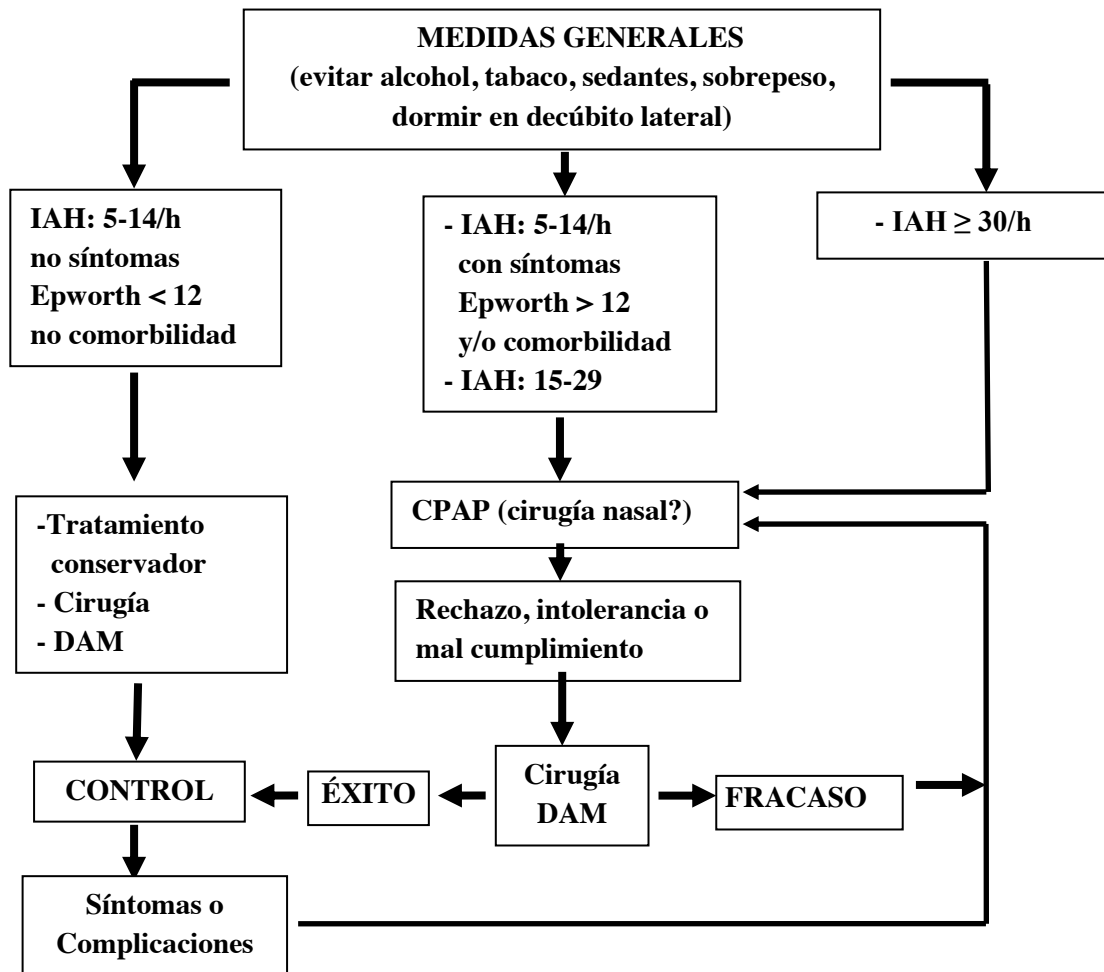 MEDIDAS GENERALES
(evitar alcohol, tabaco, sedantes, sobrepeso,
dormir en decúbito lateral)
IAH: 5-14/h
no síntomas
Epworth < 12
no comorbilidad
- IAH: 5-14/h
con síntomas
Epworth > 12
y/o comorbilidad
- IAH: 15-29
- IAH ≥ 30/h
-Tratamiento
conservador
- Cirugía
- DAM
CPAP (cirugía nasal?)
Rechazo, intolerancia o
mal cumplimiento
CONTROL
ÉXITO
Cirugía
DAM
FRACASO
Síntomas o
Complicaciones